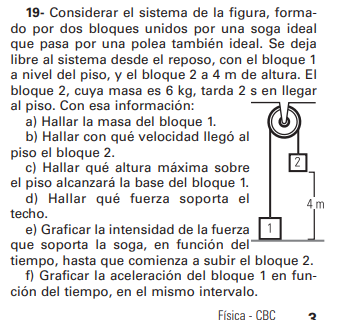 19- Considerar el sistema de la figura, forma-
do por dos bloques unidos por una soga ideal
que pasa por una polea también ideal. Se deja
libre al sistema desde el reposo, con el bloque 1
a nivel del piso, y el bloque 2 a 4 m de altura. El
bloque 2, cuya masa es 6 kg, tarda 2 s en llegar
al piso. Con esa información:
a) Hallar la masa del bloque 1.
b) Hallar con qué velocidad llegó al
piso el bloque 2.
c) Hallar qué altura máxima sobre
el piso alcanzará la base del bloque 1.
d) Hallar qué fuerza soporta el
techo.
e) Graficar la intensidad de la fuerza
que soporta la soga, en función del
tiempo, hasta que comienza a subir el bloque 2.
f) Graficar la aceleración del bloque 1 en fun-
ción del tiempo, en el mismo intervalo.
2
4 m
1
Física - CBC 3